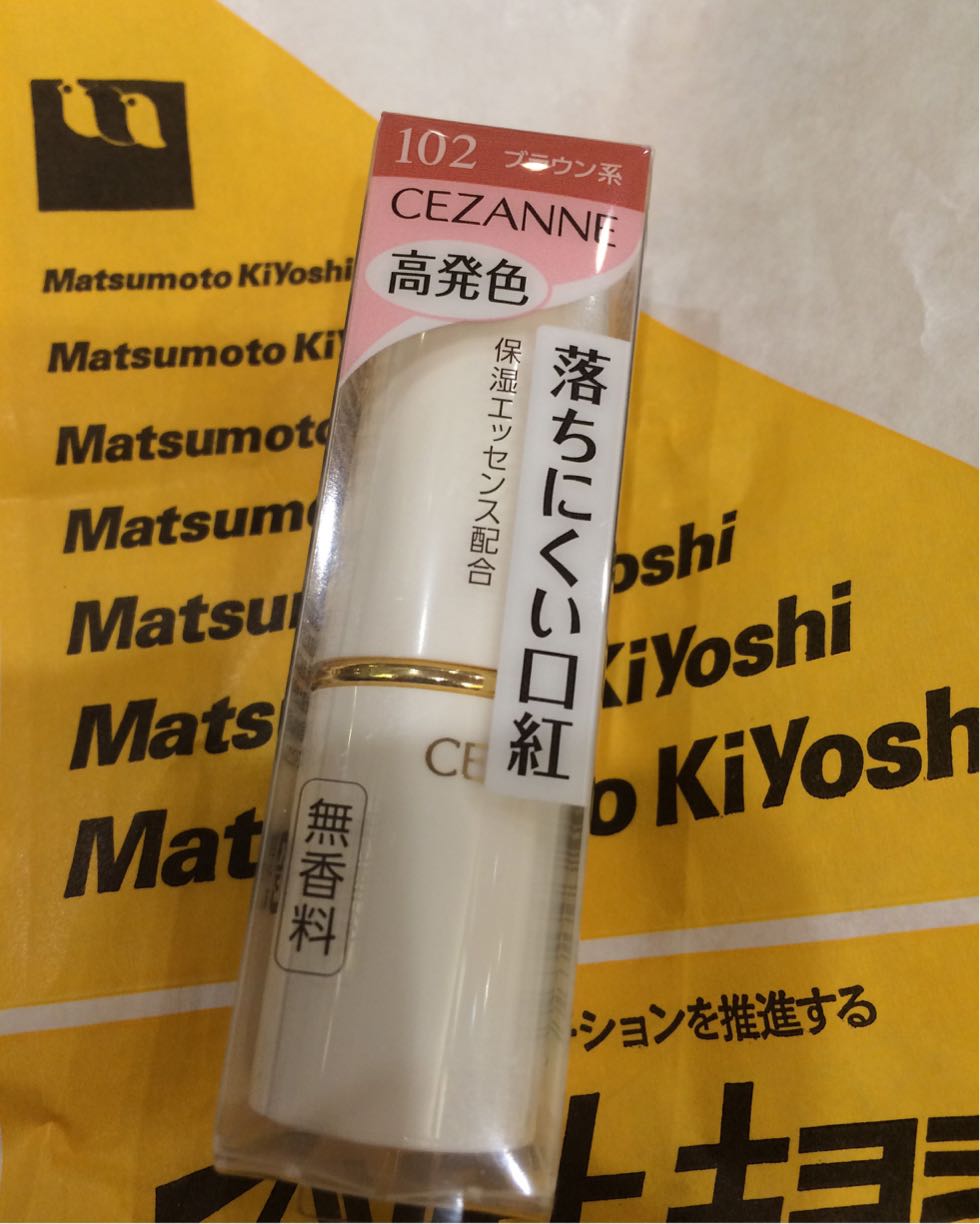 102 ブラウン系
CEZANNE
高発色
保湿エッセンス配合
落ちにくい口紅
CE
無香料
Matsumoto KiYoshi
Matsumoto Ki
Matsumoto
Matsum
oshi
Matsu
KiYoshi
Mats
o KiYoshi
Mat
ションを推進する